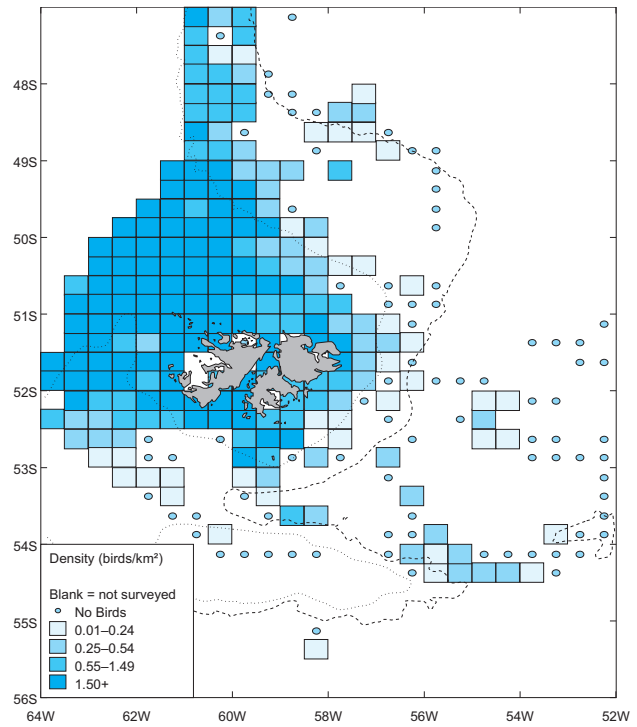 48S
49S
50S
51S
52S
53S
54S
55S
56S
Density (birds/km²)
Blank = not surveyed
No Birds
0.01–0.24
0.25–0.54
0.55–1.49
1.50+
64W 62W 60W 58W 56W 54W 52W